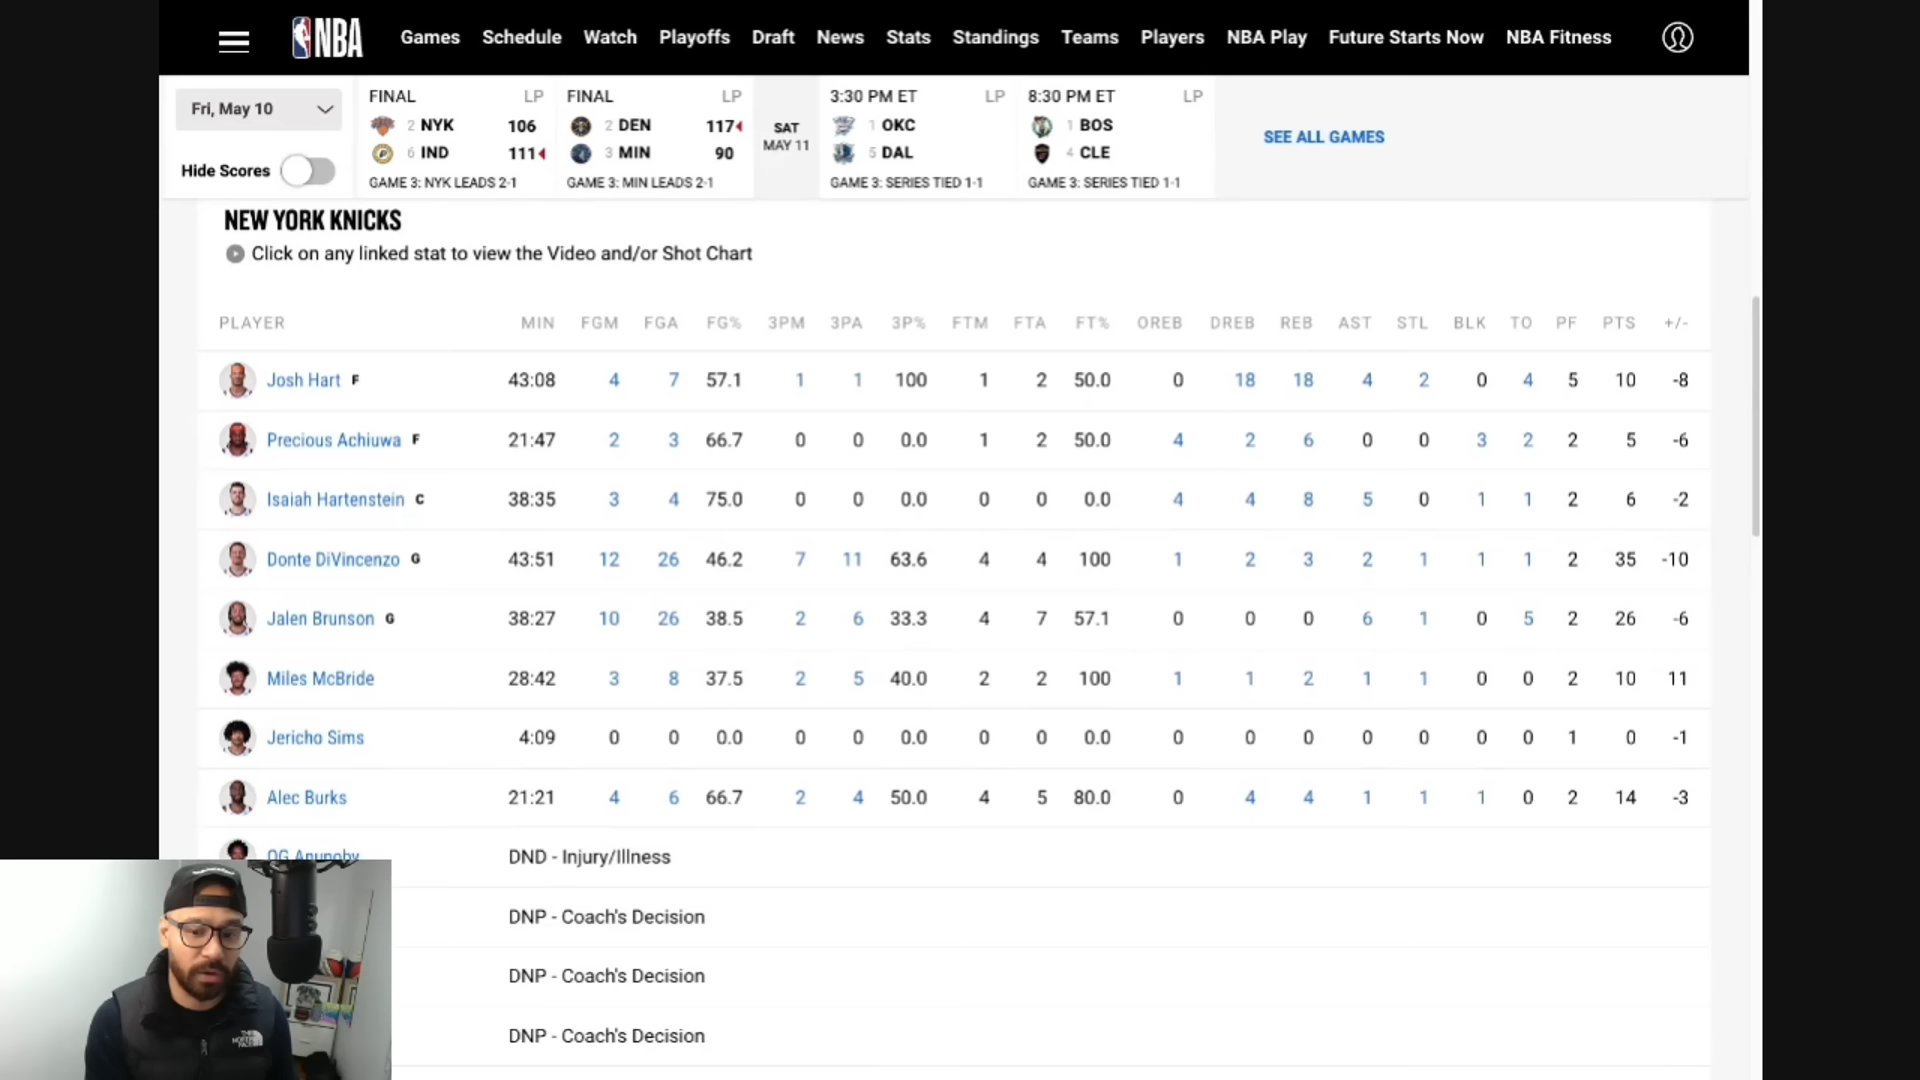 NBA Games Schedule Watch Playoffs Draft News Stats Standings Teams Players NBA Play Future Starts Now NBA Fitness
Fri, May 10
Hide Scores
FINAL LP
2 NYK 106
6 IND 111
GAME 3: NYK LEADS 2-1
FINAL LP
2 DEN 117
3 MIN 90
GAME 3: MIN LEADS 2-1
SAT
MAY 11
3:30 PM ET LP
1 OKC
5 DAL
GAME 3: SERIES TIED 1-1
8:30 PM ET LP
1 BOS
4 CLE
GAME 3: SERIES TIED 1-1
SEE ALL GAMES
NEW YORK KNICKS
Click on any linked stat to view the Video and/or Shot Chart
PLAYER MIN FGM FGA FG% 3PM 3PA 3P% FTM FTA FT% OREB DREB REB AST STL BLK TO PF PTS +/-
Josh Hart F 43:08 4 7 57.1 1 1 100 1 2 50.0 0 18 18 4 2 0 4 5 10 -8
Precious Achiuwa F 21:47 2 3 66.7 0 0 0.0 1 2 50.0 4 2 6 0 0 3 2 2 5 -6
Isaiah Hartenstein C 38:35 3 4 75.0 0 0 0.0 0 0 0.0 4 4 8 5 0 1 1 2 6 -2
Donte DiVincenzo G 43:51 12 26 46.2 7 11 63.6 4 4 100 1 2 3 2 1 1 1 2 35 -10
Jalen Brunson G 38:27 10 26 38.5 2 6 33.3 4 7 57.1 0 0 0 6 1 0 5 2 26 -6
Miles McBride 28:42 3 8 37.5 2 5 40.0 2 2 100 1 1 2 1 1 0 0 2 10 11
Jericho Sims 4:09 0 0 0.0 0 0 0.0 0 0 0.0 0 0 0 0 0 0 0 1 0 -1
Alec Burks 21:21 4 6 66.7 2 4 50.0 4 5 80.0 0 4 4 1 1 1 0 2 14 -3
OG Anunoby DND - Injury/Illness
DNP - Coach's Decision
DNP - Coach's Decision
DNP - Coach's Decision
THE
NORTH
FACE